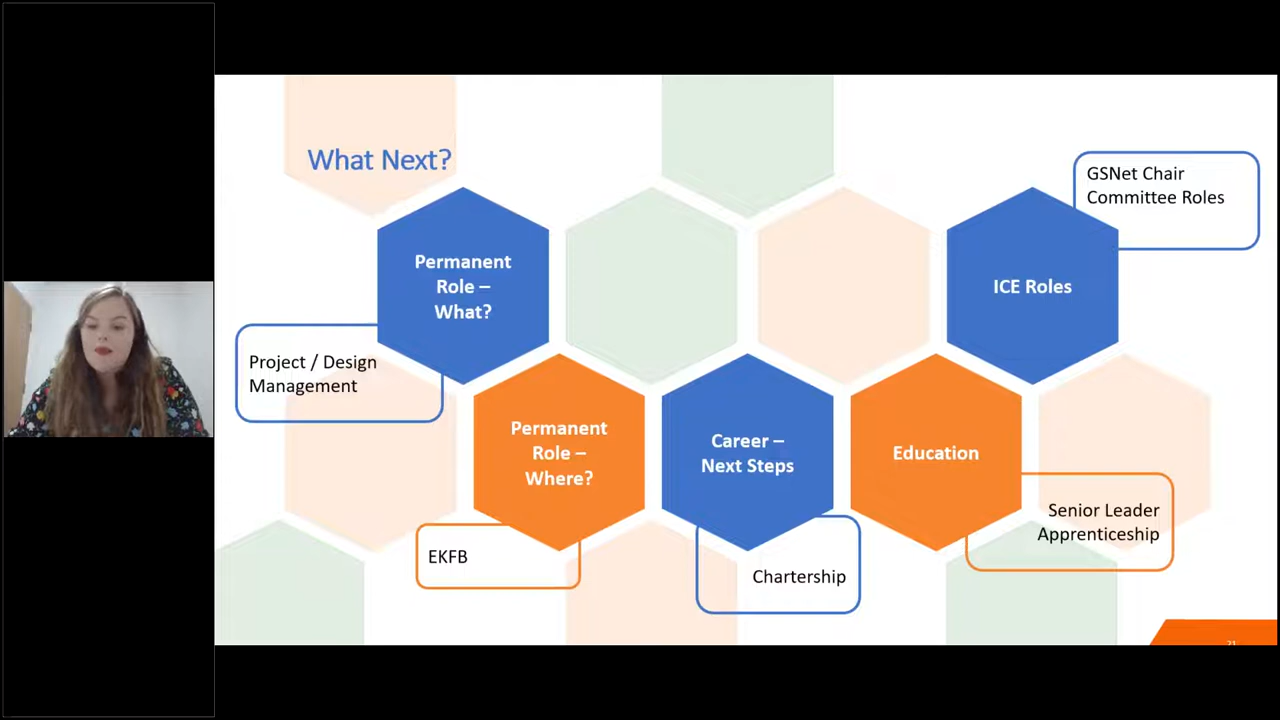 What Next?
Permanent
Role –
What?
Project / Design
Management
Permanent
Role –
Where?
EKFB
Career –
Next Steps
Chartership
Education
Senior Leader
Apprenticeship
ICE Roles
GSNet Chair
Committee Roles
21